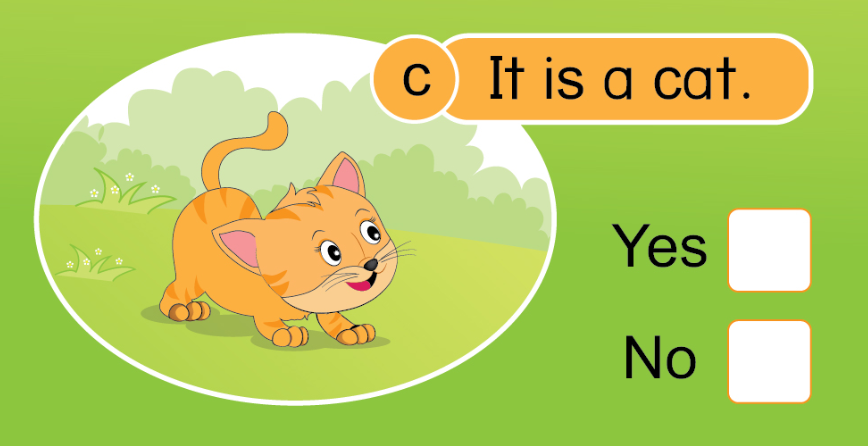 c It is a cat.
Yes
No